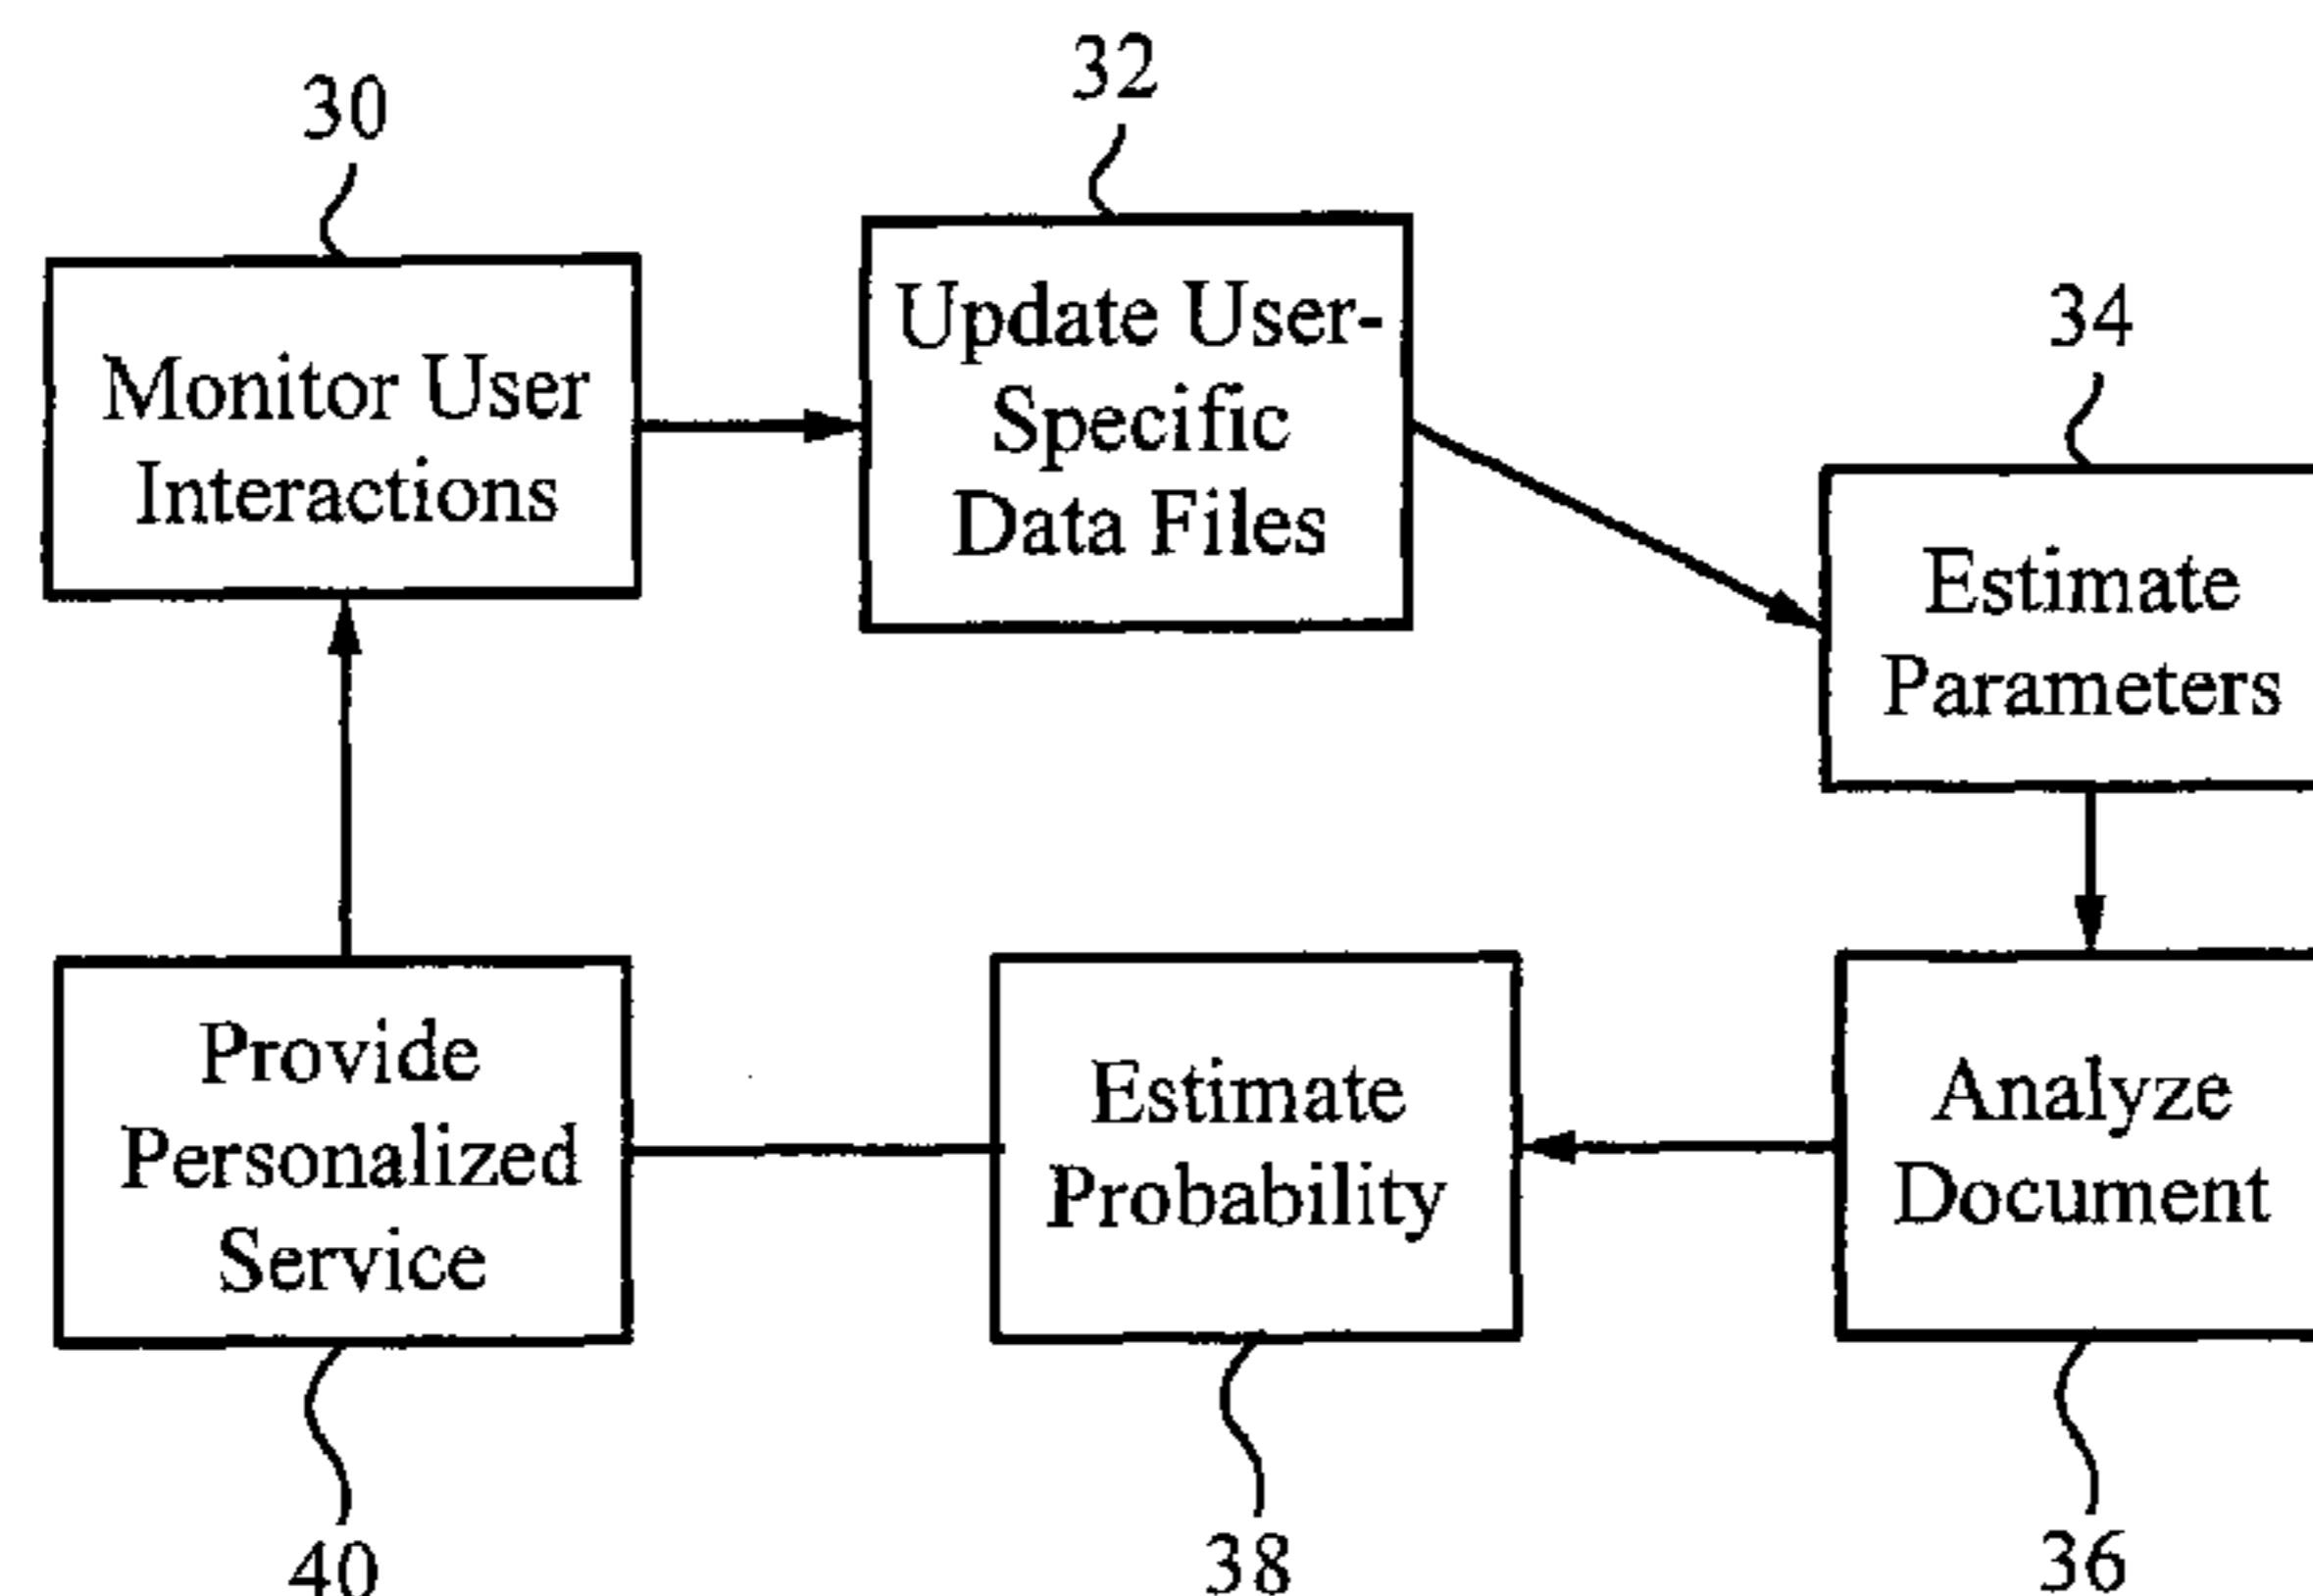 30
Monitor User
Interactions
32
Update User-
Specific
Data Files
34
Estimate
Parameters
Provide
Personalized
Service
40
Estimate
Probability
38
Analyze
Document
36